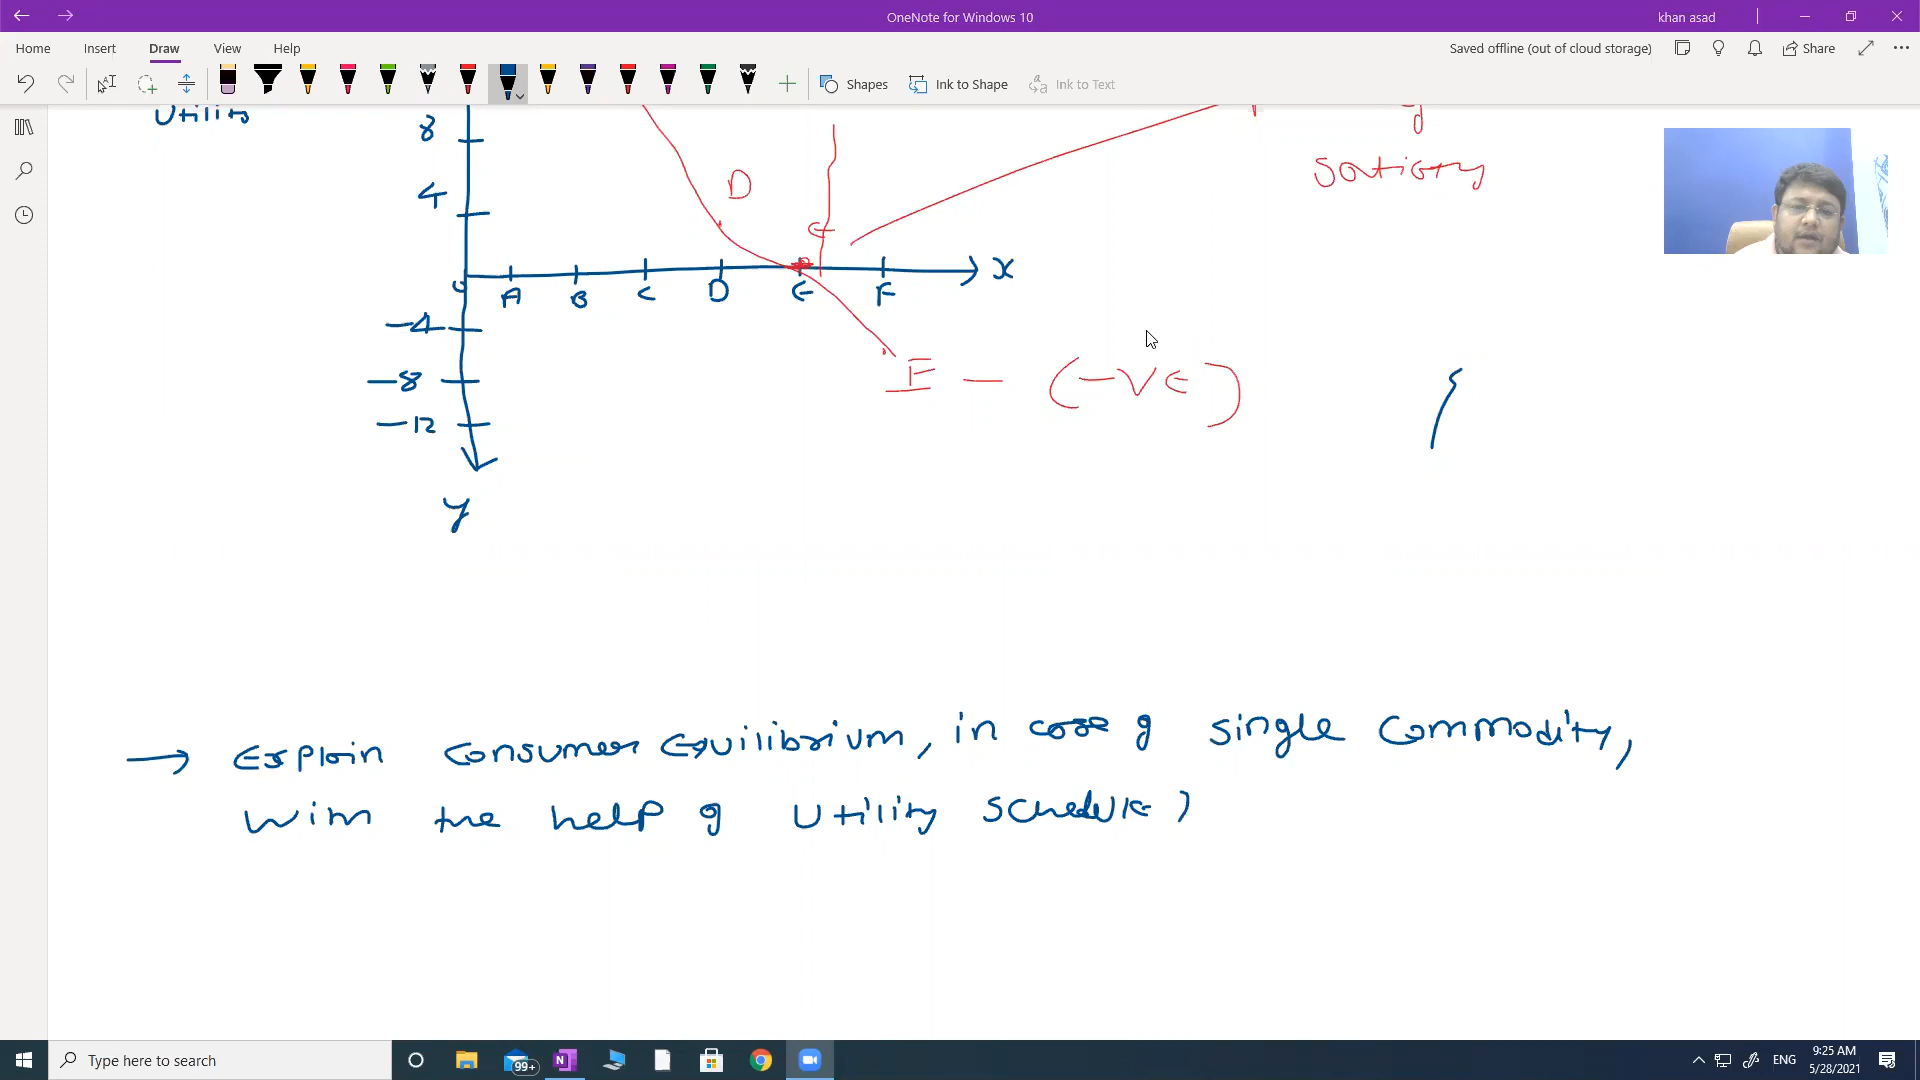 OneNote for Windows 10
khan asad
Home Insert Draw View Help
Saved offline (out of cloud storage)
Share
Shapes
Ink to Shape
Ink to Text
Utility
8
4
D
E
satiety
X
A B C D E F
-4
-8
-12
F - (-ve)
y
→ Explain consumer Equilibrium, in case of single commodity,
with the help of utility schedule)
Type here to search
99+
ENG
9:25 AM
5/28/2021